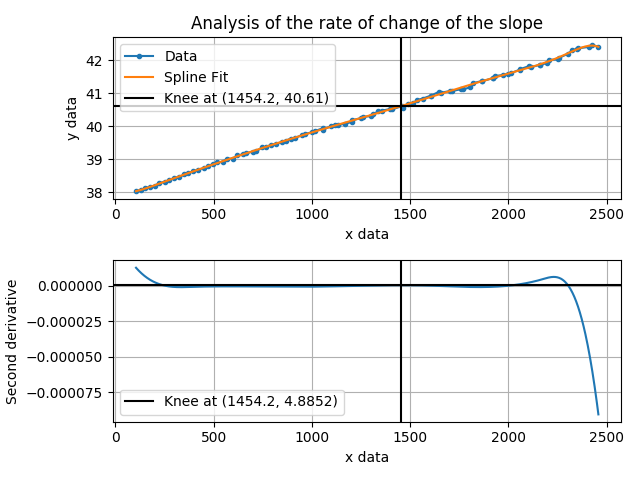 Analysis of the rate of change of the slope
Data
Spline Fit
Knee at (1454.2, 40.61)
y data
42
41
40
39
38
0 500 1000 1500 2000 2500
x data
Second derivative
0.000000
−0.000025
−0.000050
−0.000075
Knee at (1454.2, 4.8852)
0 500 1000 1500 2000 2500
x data